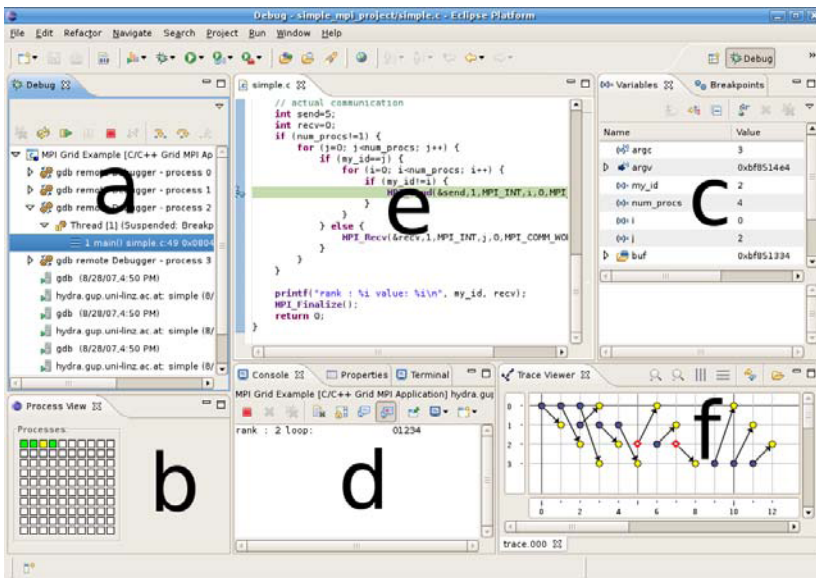 Debug - simple_mpi_project/simple.c - Eclipse Platform
File Edit Refactor Navigate Search Project Run Window Help
Debug
Debug
MPI Grid Example [C/C++ Grid MPI Ap
gdb remote Debugger - process 0
gdb remote Debugger - process 1
gdb remote Debugger - process 2
Thread [1] (Suspended: Breakp
1 main() simple.c:49 0x0804
gdb remote Debugger - process 3
gdb (8/28/07,4:50 PM)
hydra.gup.uni-linz.ac.at: simple (8/
gdb (8/28/07,4:50 PM)
hydra.gup.uni-linz.ac.at: simple (8/
gdb (8/28/07,4:50 PM)
hydra.gup.uni-linz.ac.at: simple (8/
a
simple.c
// actual communication
int send=5;
int recv=0;
if (num_procs!=1) {
for (j=0; j<num_procs; j++) {
if (my_id==j) {
for (i=0; i<num_procs; i++) {
if (my_id!=i) {
(&send,1,MPI_INT,i,0,MPI
}
}
} else {
MPI_Recv(&recv,1,MPI_INT,j,0,MPI_COMM_WO
}
}
}
printf("rank : %i value: %i\n", my_id, recv);
MPI_Finalize();
return 0;
}
e
Variables Breakpoints
Name Value
argc 3
argv 0xbf8514e4
my_id 2
num_procs 4
i 0
j 2
buf 0xbf851334
c
Process View
Processes
b
Console Properties Terminal
MPI Grid Example [C/C++ Grid MPI Application] hydra.gup
rank : 2 loop: 01234
d
Trace Viewer
0
1
2
3
0 2 4 6 8 10 12
f
trace.000